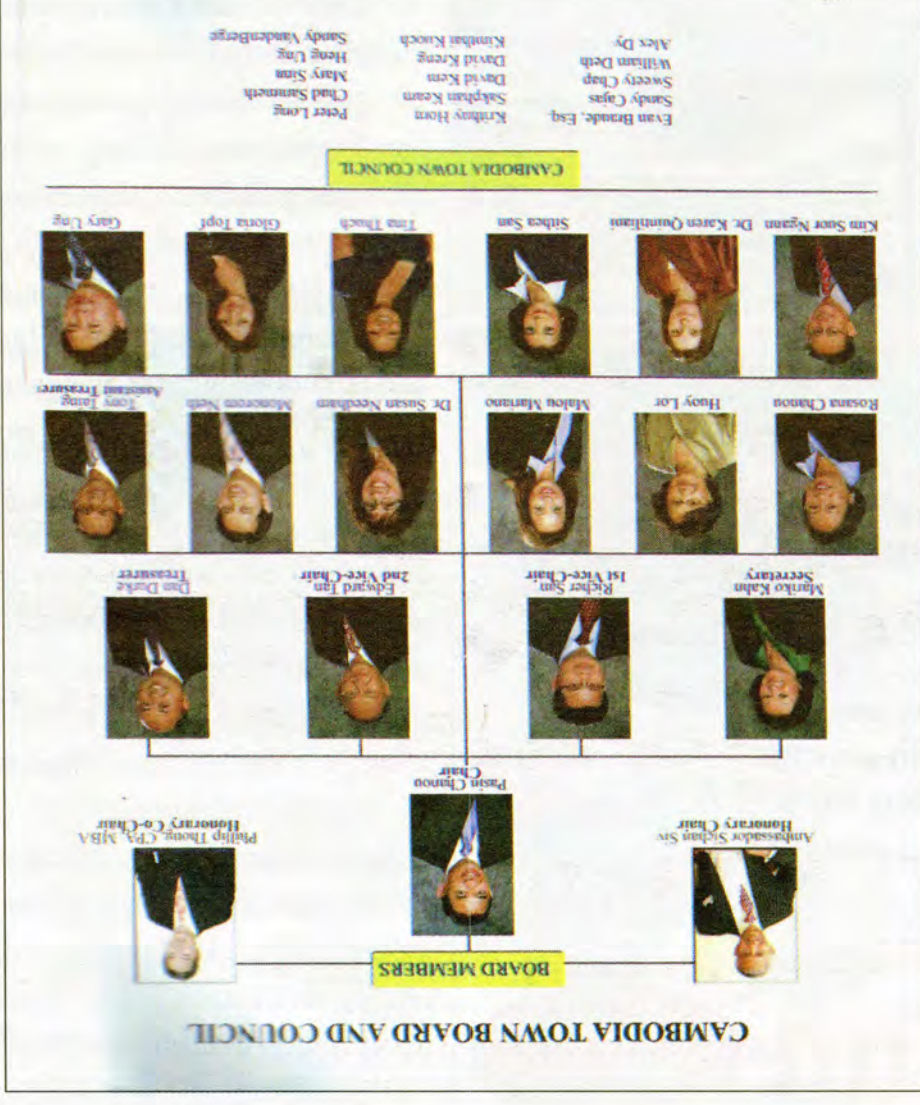 CAMBODIA TOWN BOARD AND COUNCIL
BOARD MEMBERS
Ambassador Sichan Siv
Honorary Chair
Philip Thong, CPA, MBA
Honorary Co-Chair
Pasin Chanou
Chair
Mariko Kahn
Secretary
Richer San
1st Vice-Chair
Edward Tan
2nd Vice-Chair
Dan Durke
Treasurer
Rosana Chanou
Huoy Lor
Malou Mariano
Dr. Susan Needham
Monorom Neth
Tony Taing
Assistant Treasurer
Kim Suor Ngann
Dr. Karen Quintiliani
Sithea San
Tina Thach
Gloria Topf
Gary Ung
CAMBODIA TOWN COUNCIL
Evan Braude, Esq.
Sandy Cajas
Sweety Chap
William Deth
Alex Dy
Krithny Horn
Sakphan Keam
David Kem
David Kreng
Kimthai Kuoch
Peter Long
Chad Sammeth
Mary Sinn
Heng Ung
Sandy VandenBerge